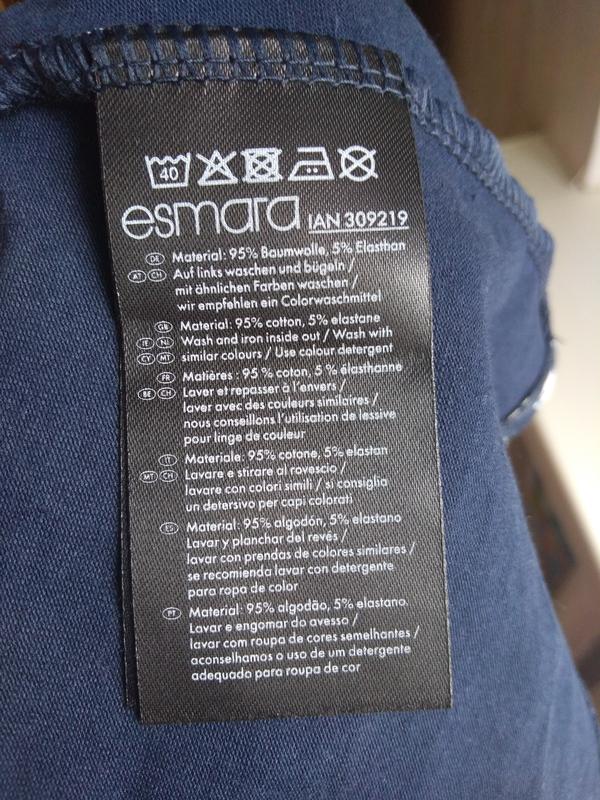 40
esmara IAN 309219
DE Material: 95% Baumwolle, 5% Elasthan
AT CH Auf links waschen und bügeln /
mit ähnlichen Farben waschen /
wir empfehlen ein Colorwaschmittel
GB Material: 95% cotton, 5% elastane
IE NI Wash and iron inside out / Wash with
CY MT similar colours / Use colour detergent
FR Matières : 95 % coton, 5 % élasthanne
BE CH Laver et repasser à l'envers /
laver avec des couleurs similaires /
nous conseillons l'utilisation de lessive
pour linge de couleur
IT Materiale: 95% cotone, 5% elastan
MT CH Lavare e stirare al rovescio /
lavare con colori simili / si consiglia
un detersivo per capi colorati
ES Material: 95% algodón, 5% elastano
Lavar y planchar del revés /
lavar con prendas de colores similares /
se recomienda lavar con detergente
para ropa de color
PT Material: 95% algodão, 5% elastano.
Lavar e engomar do avesso /
lavar com roupa de cores semelhantes /
aconselhamos o uso de um detergente
adequado para roupa de cor